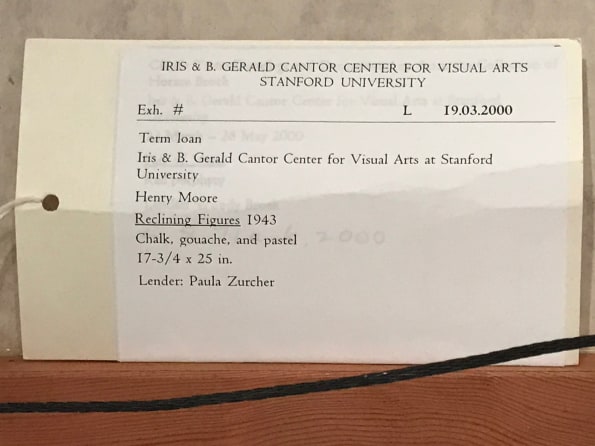 IRIS & B. GERALD CANTOR CENTER FOR VISUAL ARTS
STANFORD UNIVERSITY
Exh. # L 19.03.2000
Term loan
Iris & B. Gerald Cantor Center for Visual Arts at Stanford
University
Henry Moore
Reclining Figures 1943
Chalk, gouache, and pastel
17-3/4 x 25 in.
Lender: Paula Zurcher